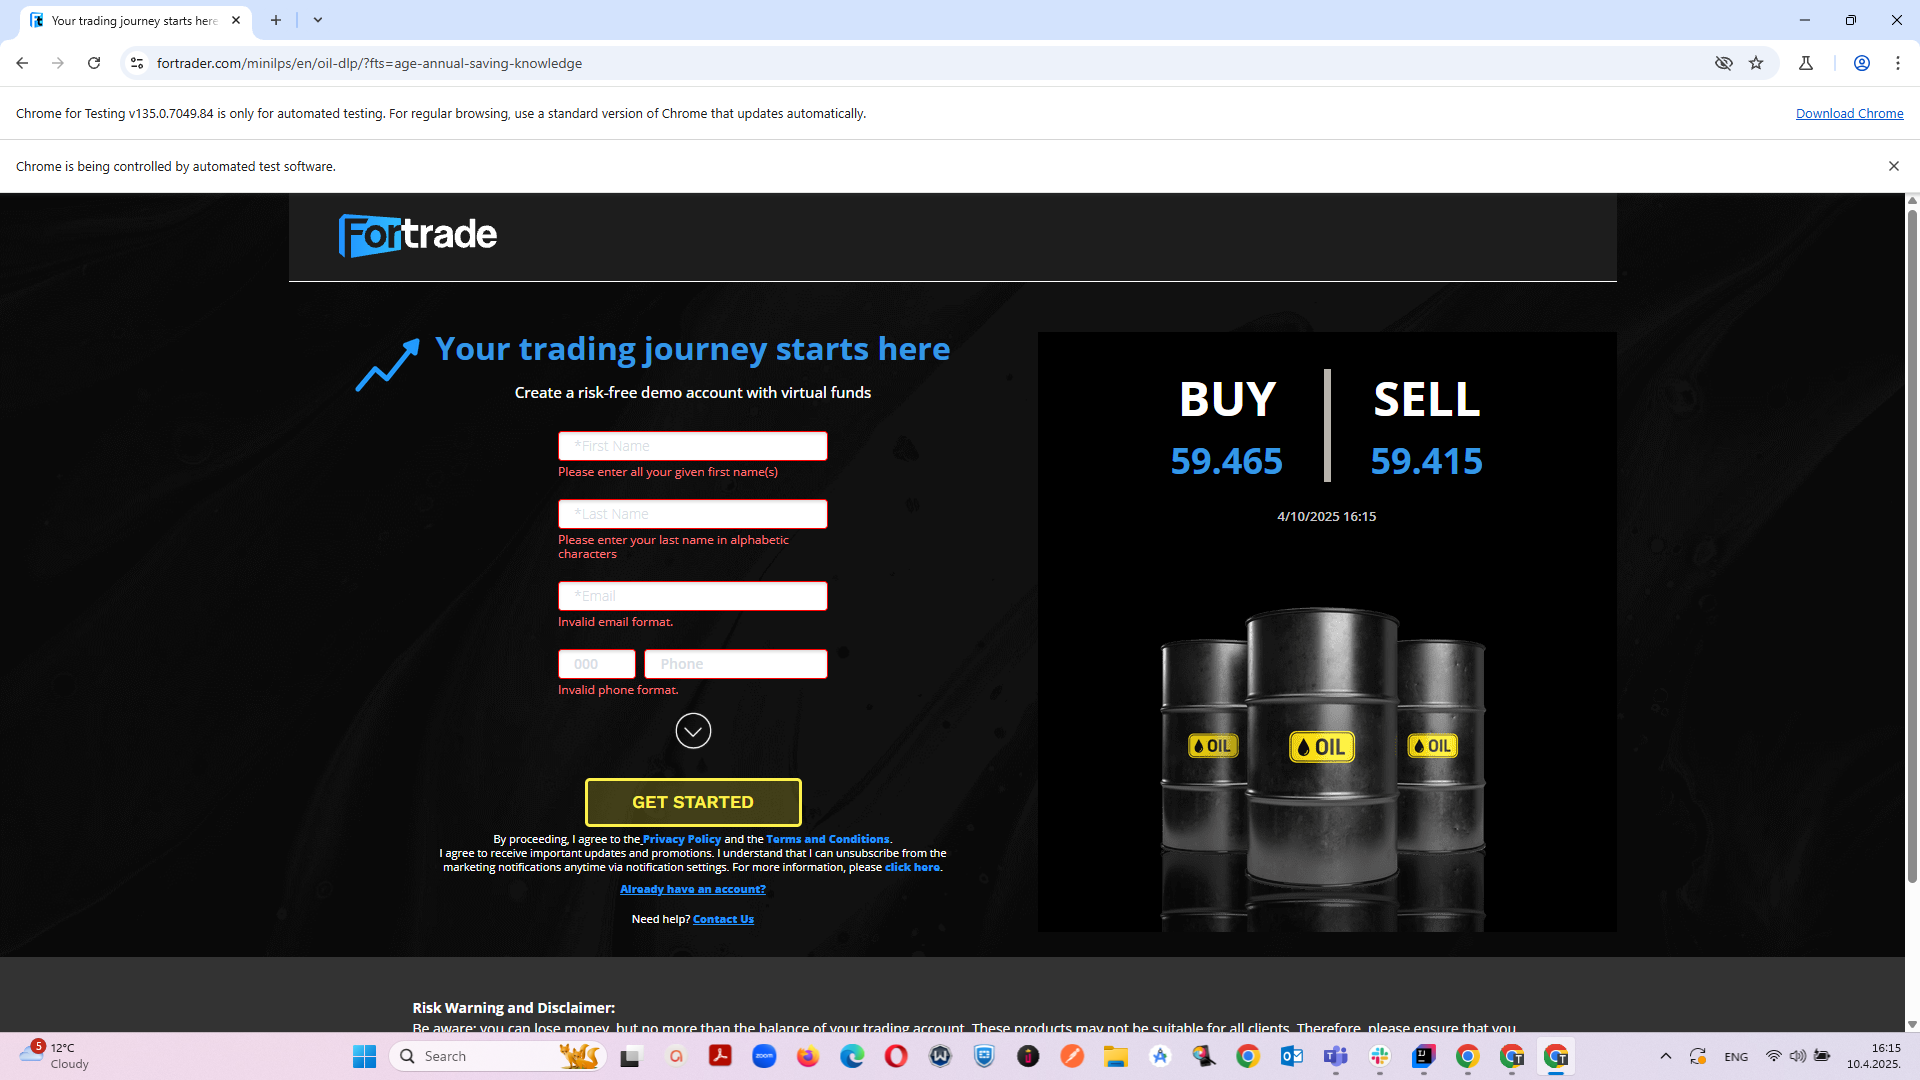 Your trading journey starts here
fortrader.com/minilps/en/oil-dlp/?fts=age-annual-saving-knowledge
Chrome for Testing v135.0.7049.84 is only for automated testing. For regular browsing, use a standard version of Chrome that updates automatically.
Download Chrome
Chrome is being controlled by automated test software.
Fortrade
Your trading journey starts here
Create a risk-free demo account with virtual funds
*First Name
Please enter all your given first name(s)
*Last Name
Please enter your last name in alphabetic
characters
*Email
Invalid email format.
000 Phone
Invalid phone format.
GET STARTED
By proceeding, I agree to the Privacy Policy and the Terms and Conditions.
I agree to receive important updates and promotions. I understand that I can unsubscribe from the
marketing notifications anytime via notification settings. For more information, please click here.
Already have an account?
Need help? Contact Us
BUY SELL
59.465 59.415
4/10/2025 16:15
OIL OIL OIL
Risk Warning and Disclaimer:
Be aware: you can lose money, but no more than the balance of your trading account. These products may not be suitable for all clients. Therefore, please ensure that you
5
12°C
Cloudy
Search
zoom
ENG
16:15
10.4.2025.